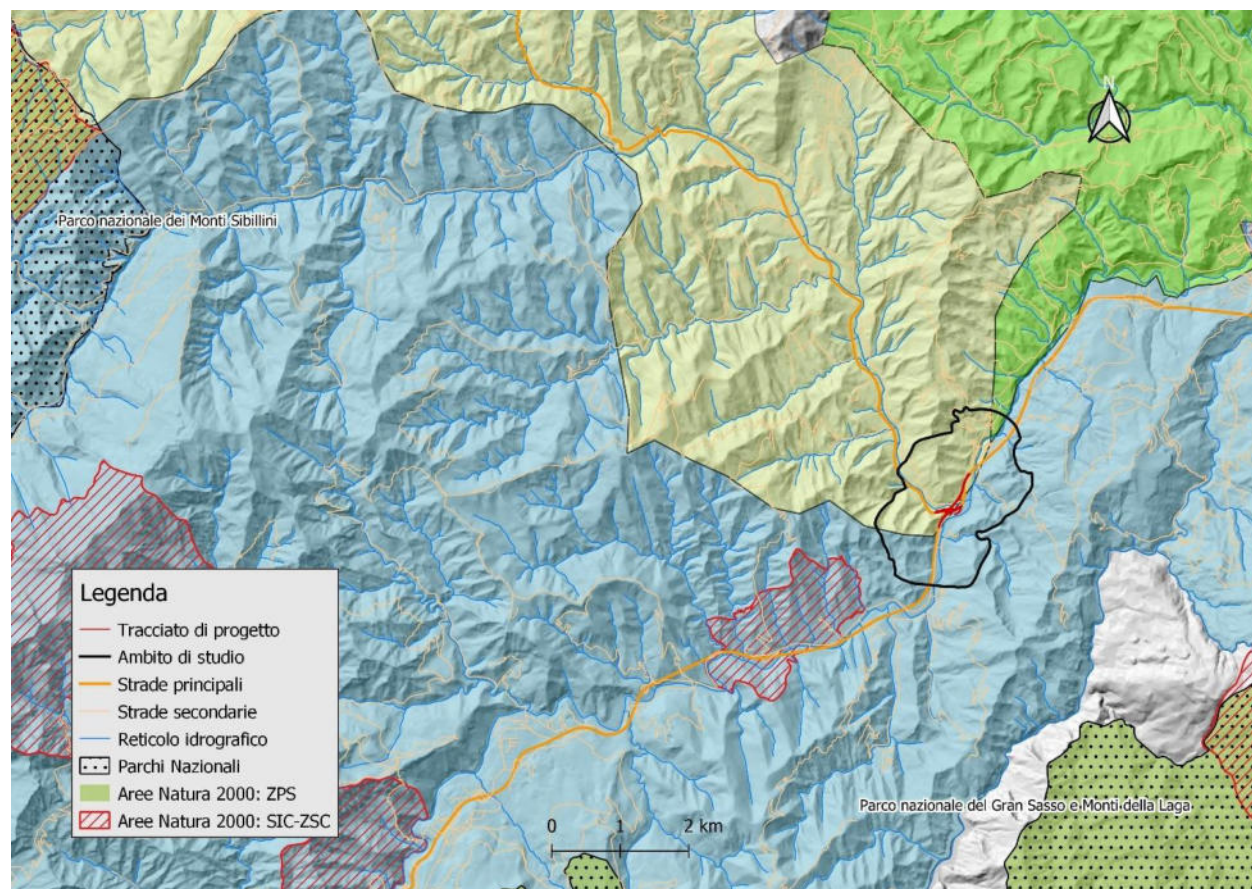 N
Parco nazionale dei Monti Sibillini
Legenda
Tracciato di progetto
Ambito di studio
Strade principali
Strade secondarie
Reticolo idrografico
Parchi Nazionali
Aree Natura 2000: ZPS
Aree Natura 2000: SIC-ZSC
Parco nazionale del Gran Sasso e Monti della Laga
0 1 2 km